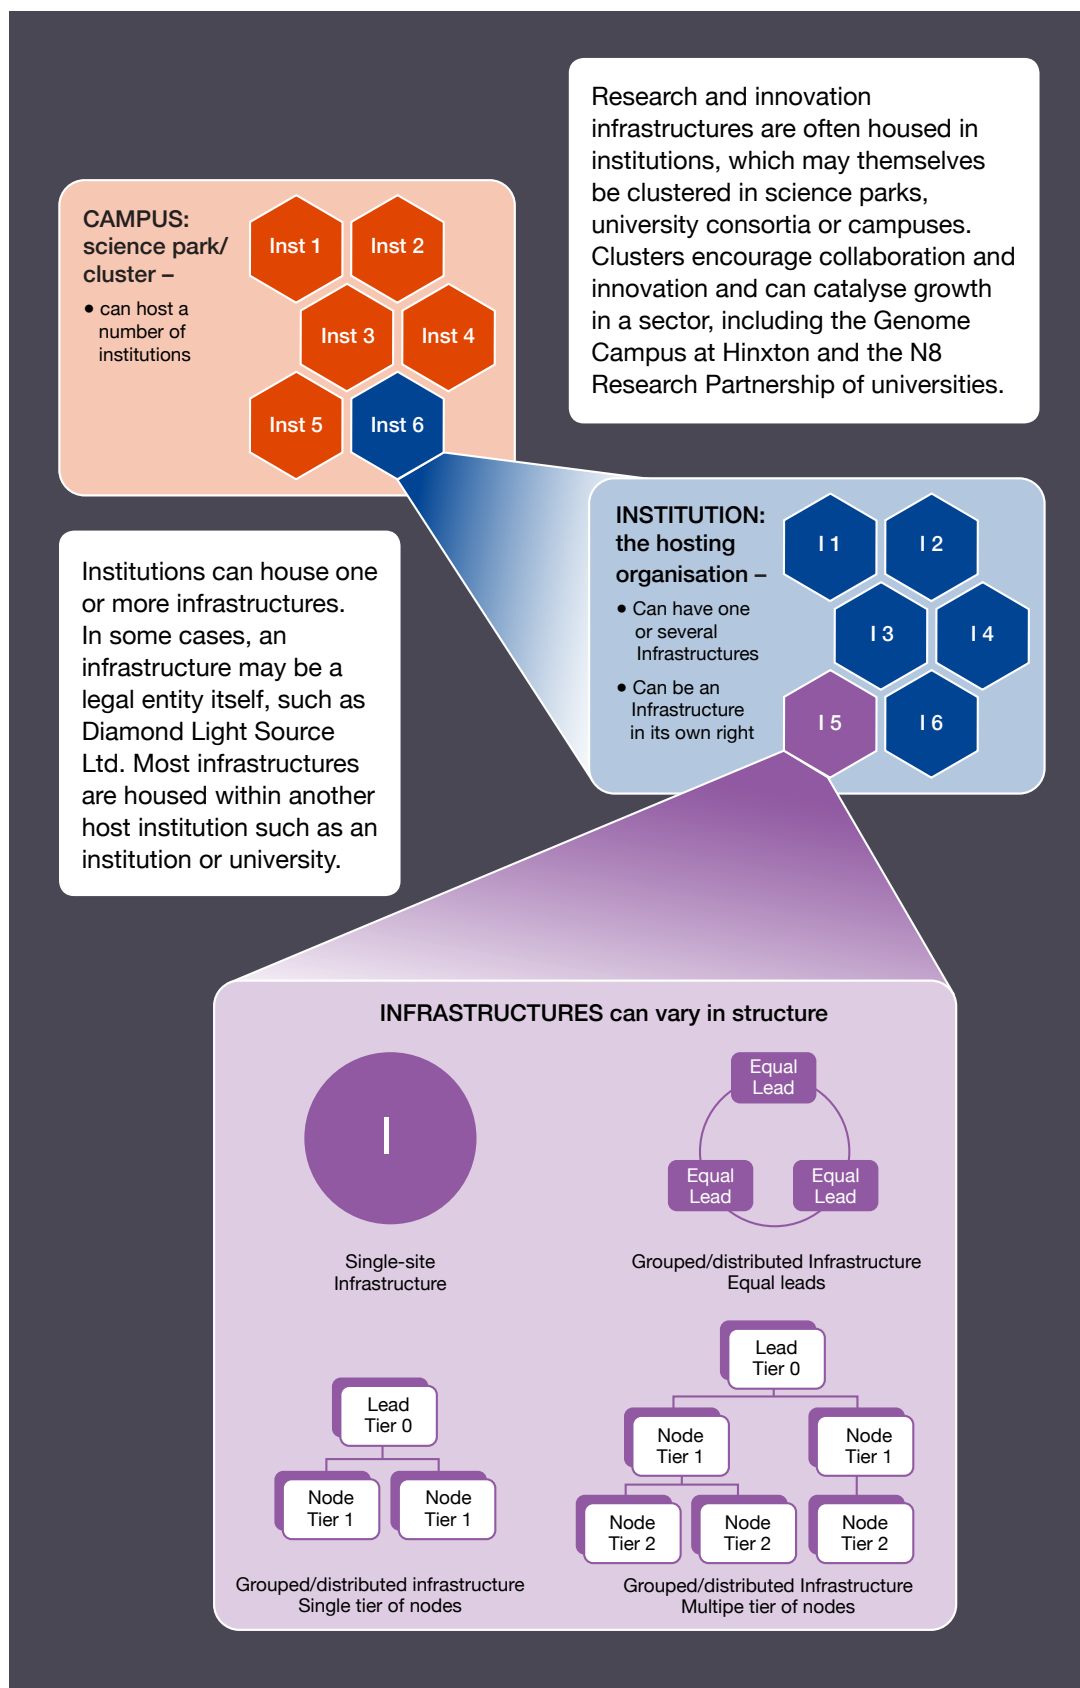 Research and innovation
infrastructures are often housed in
institutions, which may themselves
be clustered in science parks,
university consortia or campuses.
Clusters encourage collaboration and
innovation and can catalyse growth
in a sector, including the Genome
Campus at Hinxton and the N8
Research Partnership of universities.
CAMPUS:
science park/
cluster –
• can host a
number of
institutions
Inst 1
Inst 2
Inst 3
Inst 4
Inst 5
Inst 6
INSTITUTION:
the hosting
organisation –
• Can have one
or several
Infrastructures
• Can be an
Infrastructure
in its own right
I 1
I 2
I 3
I 4
I 5
I 6
Institutions can house one
or more infrastructures.
In some cases, an
infrastructure may be a
legal entity itself, such as
Diamond Light Source
Ltd. Most infrastructures
are housed within another
host institution such as an
institution or university.
INFRASTRUCTURES can vary in structure
I
Single-site
Infrastructure
Equal
Lead
Equal
Lead
Equal
Lead
Grouped/distributed Infrastructure
Equal leads
Lead
Tier 0
Node
Tier 1
Node
Tier 1
Grouped/distributed infrastructure
Single tier of nodes
Lead
Tier 0
Node
Tier 1
Node
Tier 1
Node
Tier 2
Node
Tier 2
Node
Tier 2
Grouped/distributed Infrastructure
Multipe tier of nodes